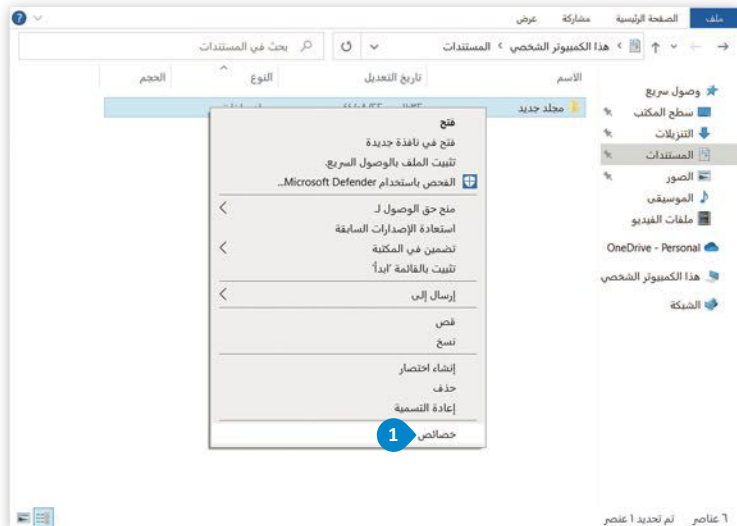 ملف الصفحة الرئيسية مشاركة عرض
هذا الكمبيوتر الشخصي › المستندات
بحث في المستندات
الاسم تاريخ التعديل النوع الحجم
مجلد جديد
وصول سريع
سطح المكتب
التنزيلات
المستندات
الصور
الموسيقى
ملفات الفيديو
OneDrive - Personal
هذا الكمبيوتر الشخصي
الشبكة
فتح
فتح في نافذة جديدة
تثبيت الملف بالوصول السريع.
الفحص باستخدام Microsoft Defender...
منح حق الوصول لـ
استعادة الإصدارات السابقة
تضمين في المكتبة
تثبيت بالقائمة 'ابدأ'
إرسال إلى
قص
نسخ
إنشاء اختصار
حذف
إعادة التسمية
خصائص
1
٦ عناصر تم تحديد ١ عنصر